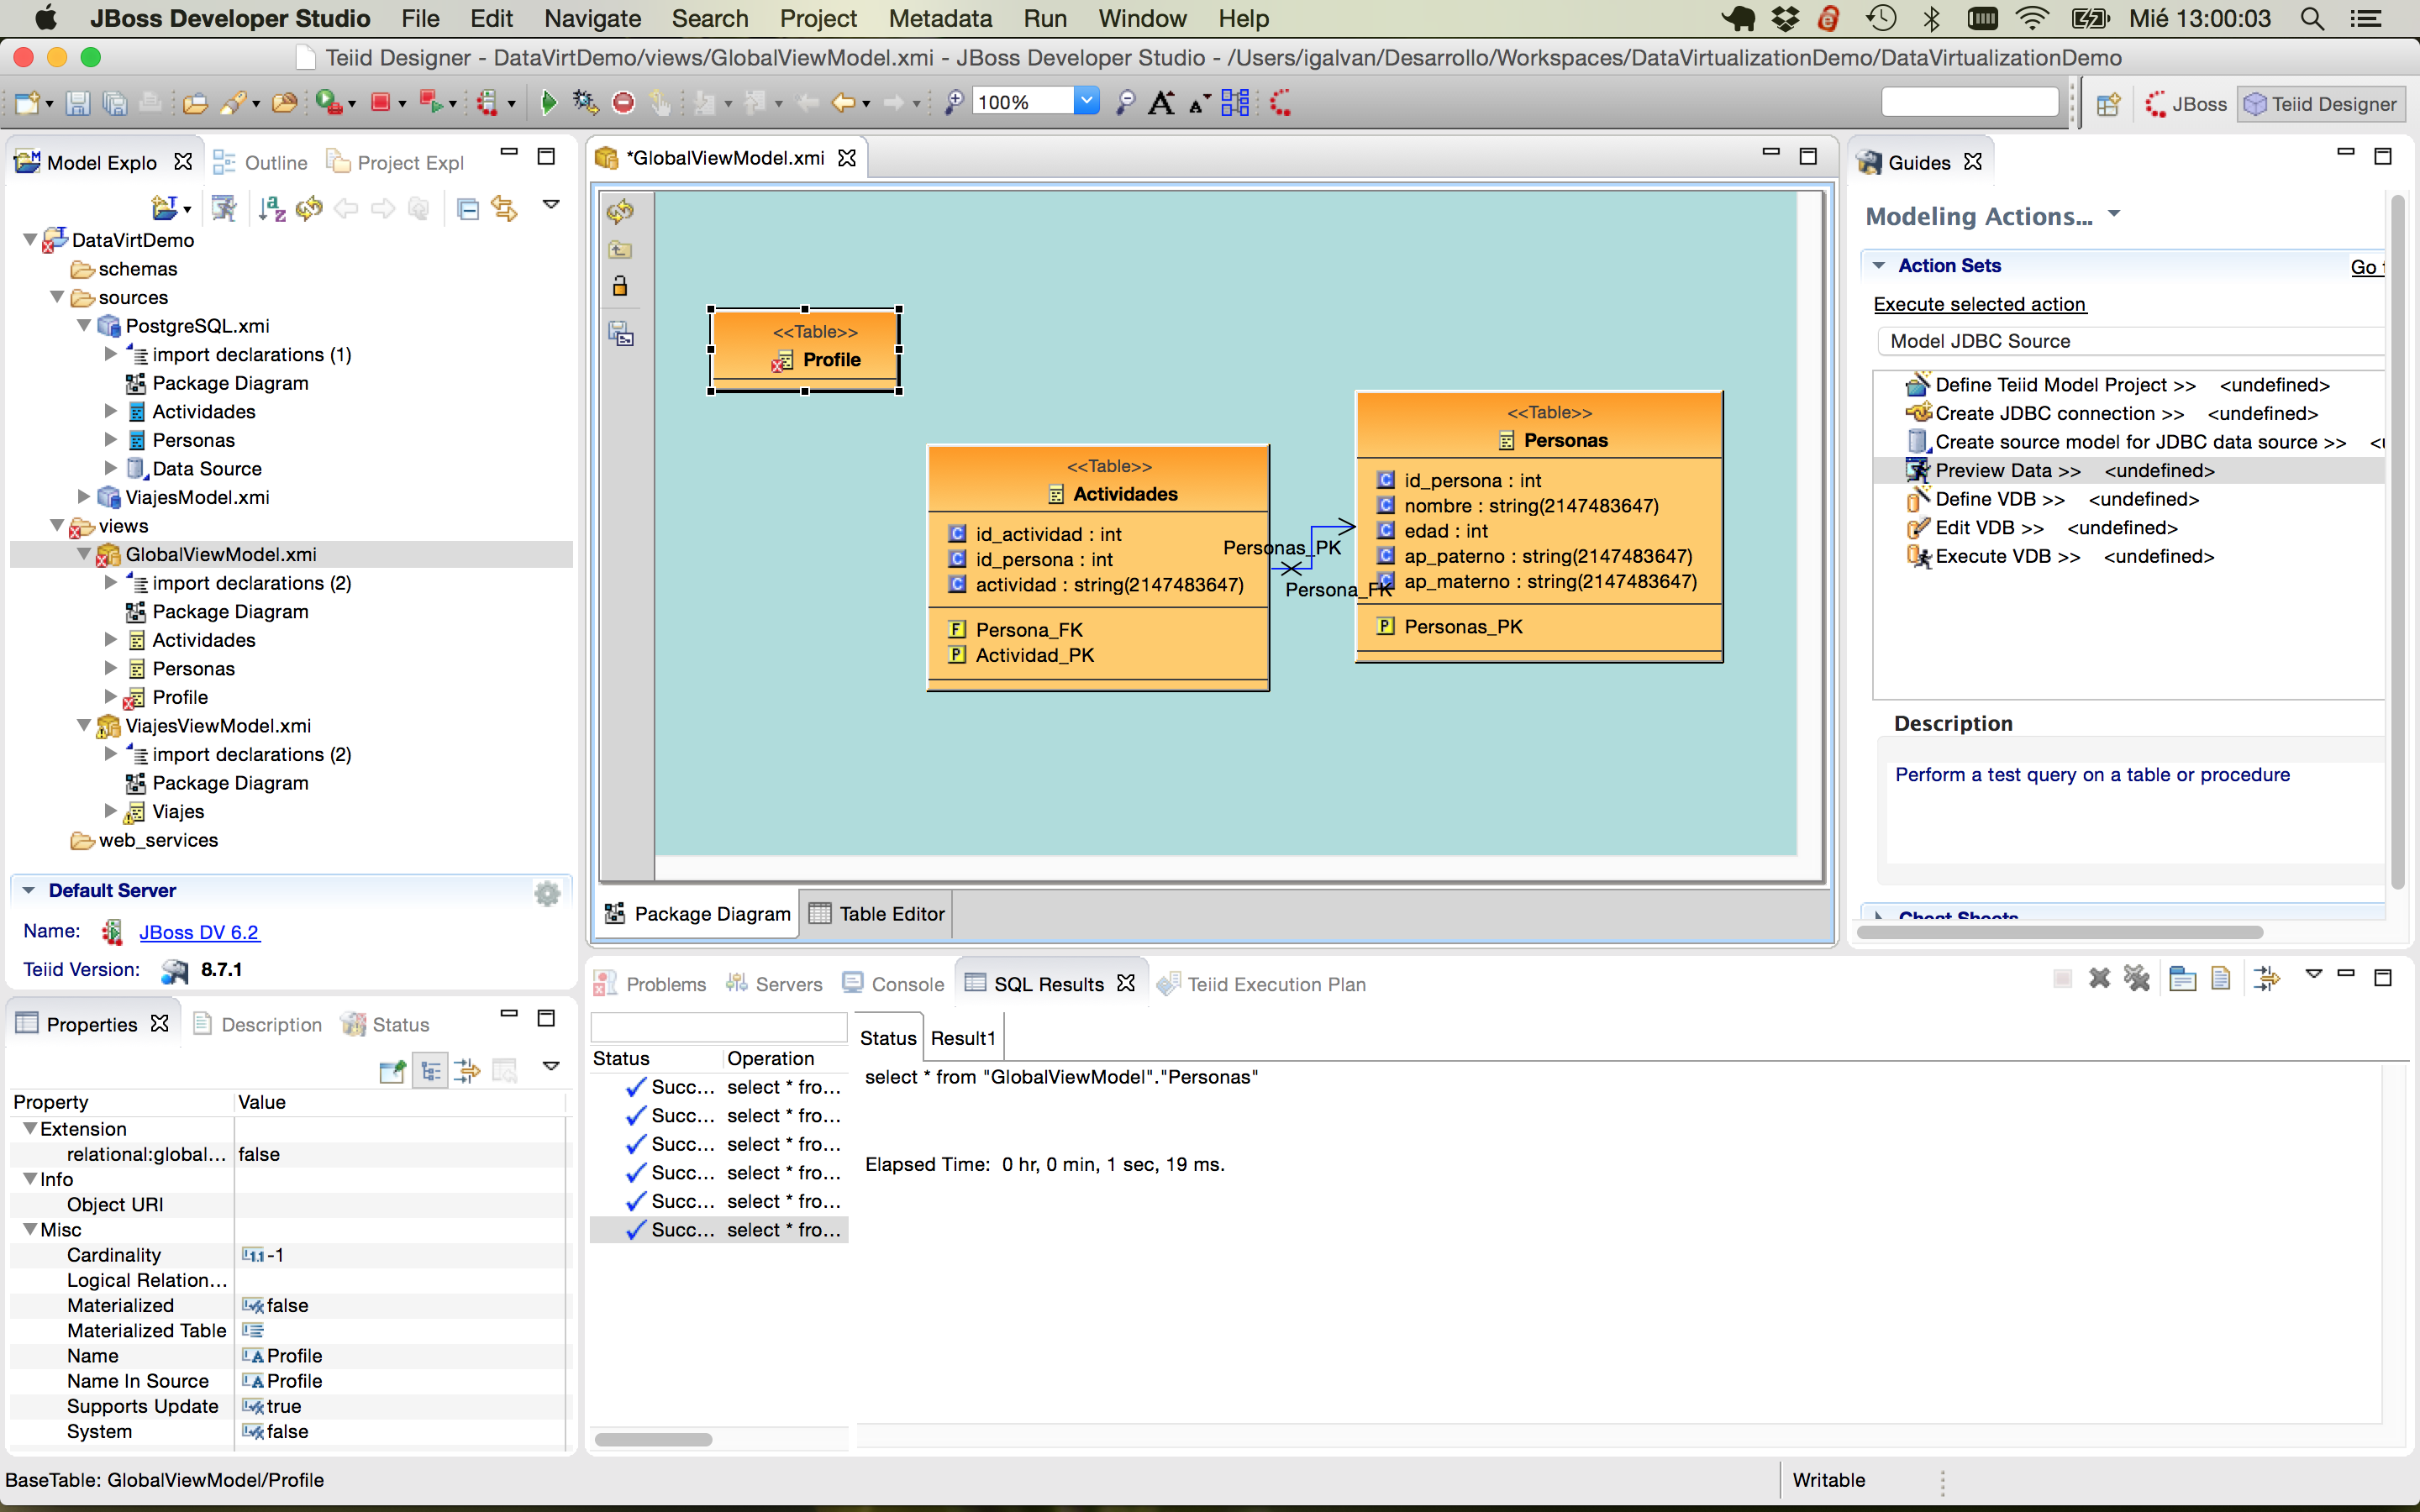 JBoss Developer Studio File Edit Navigate Search Project Metadata Run Window Help Mié 13:00:03
Teiid Designer - DataVirtDemo/views/GlobalViewModel.xmi - JBoss Developer Studio - /Users/igalvan/Desarrollo/Workspaces/DataVirtualizationDemo/DataVirtualizationDemo
100% JBoss Teiid Designer
Model Explo Outline Project Expl
DataVirtDemo
schemas
sources
PostgreSQL.xmi
import declarations (1)
Package Diagram
Actividades
Personas
Data Source
ViajesModel.xmi
views
GlobalViewModel.xmi
import declarations (2)
Package Diagram
Actividades
Personas
Profile
ViajesViewModel.xmi
import declarations (2)
Package Diagram
Viajes
web_services
Default Server
Name: JBoss DV 6.2
Teiid Version: 8.7.1
*GlobalViewModel.xmi
<<Table>>
Profile
<<Table>>
Actividades
id_actividad : int
id_persona : int
actividad : string(2147483647)
Persona_FK
Actividad_PK
Personas_PK
Persona_FK
<<Table>>
Personas
id_persona : int
nombre : string(2147483647)
edad : int
ap_paterno : string(2147483647)
ap_materno : string(2147483647)
Personas_PK
Package Diagram Table Editor
Guides
Modeling Actions...
Action Sets Go
Execute selected action
Model JDBC Source
Define Teiid Model Project >> <undefined>
Create JDBC connection >> <undefined>
Create source model for JDBC data source >>
Preview Data >> <undefined>
Define VDB >> <undefined>
Edit VDB >> <undefined>
Execute VDB >> <undefined>
Description
Perform a test query on a table or procedure
Cheat Sheets
Properties Description Status
Property Value
Extension
relational:global... false
Info
Object URI
Misc
Cardinality -1
Logical Relation...
Materialized false
Materialized Table
Name Profile
Name In Source Profile
Supports Update true
System false
Problems Servers Console SQL Results Teiid Execution Plan
Status Operation
Succ... select * fro...
Succ... select * fro...
Succ... select * fro...
Succ... select * fro...
Succ... select * fro...
Succ... select * fro...
Status Result1
select * from "GlobalViewModel"."Personas"
Elapsed Time: 0 hr, 0 min, 1 sec, 19 ms.
BaseTable: GlobalViewModel/Profile Writable